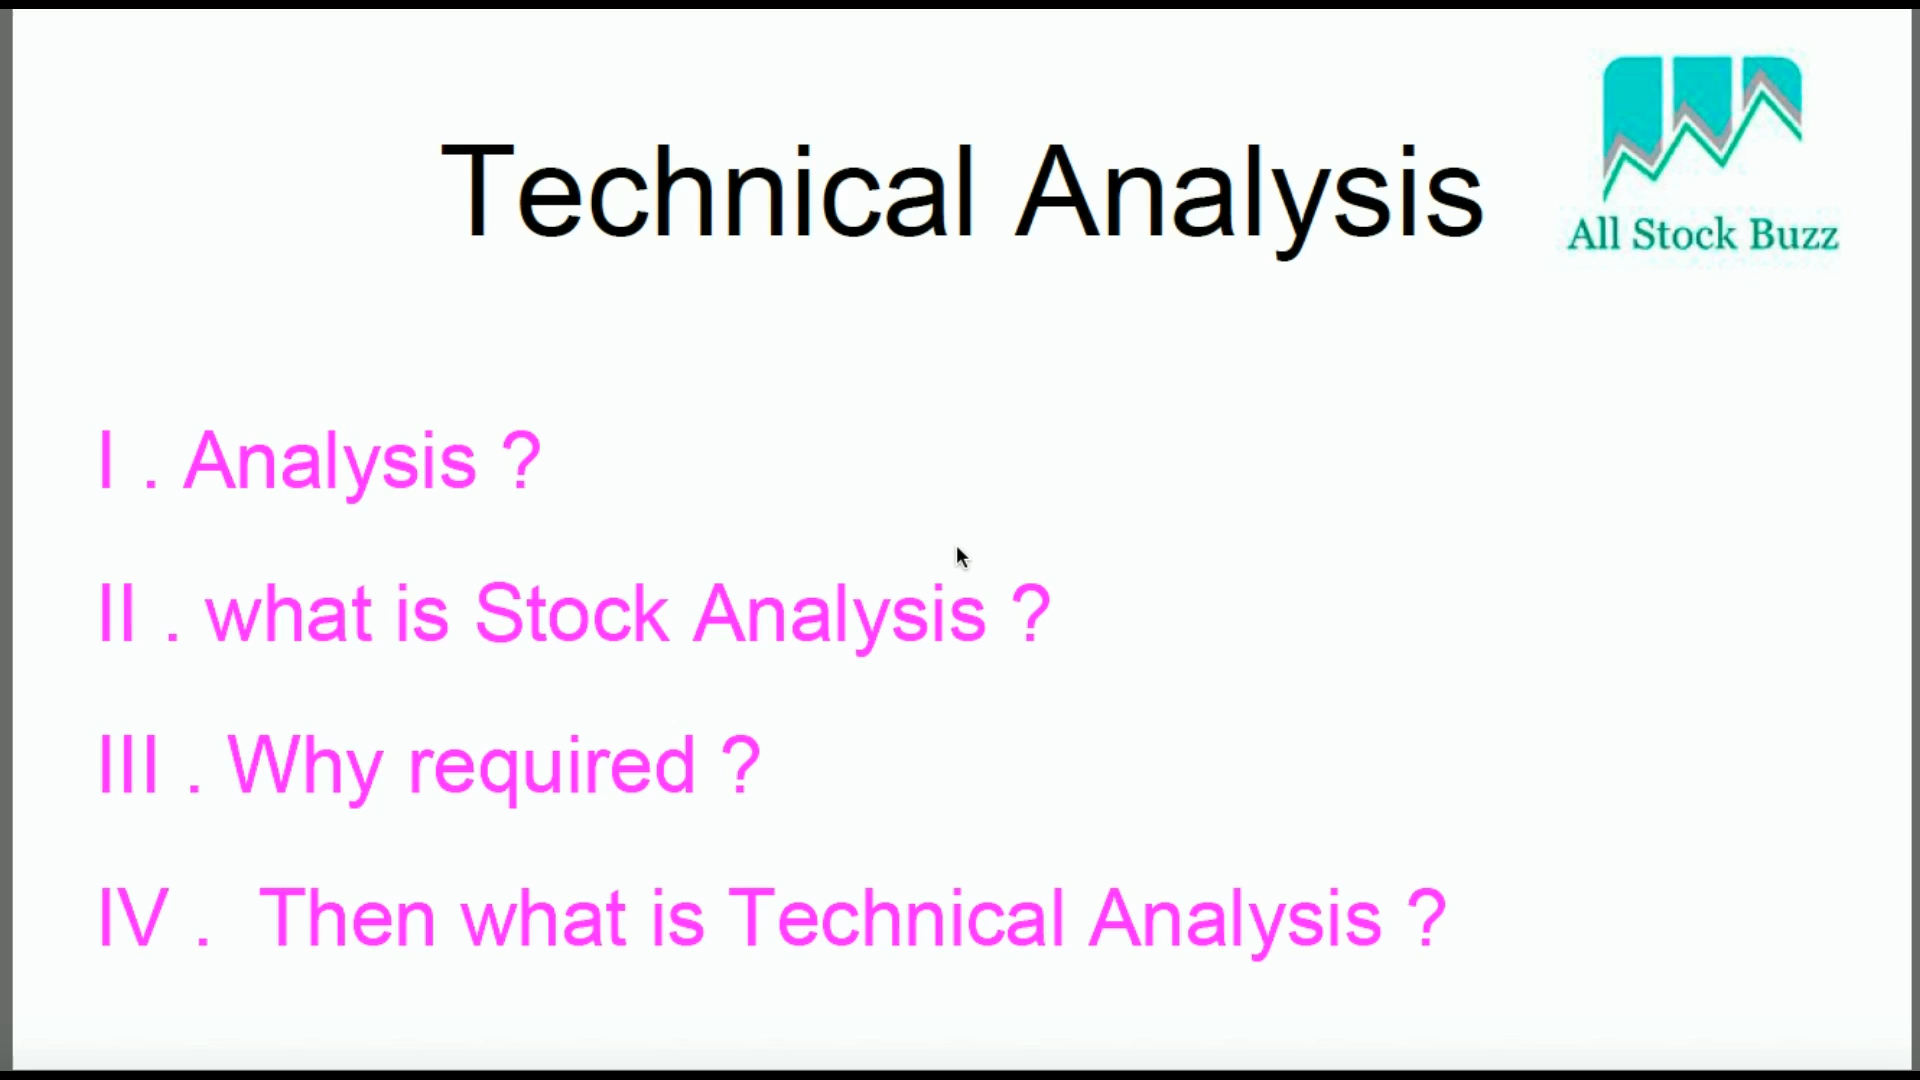 Technical Analysis
All Stock Buzz
I . Analysis ?
II . what is Stock Analysis ?
III . Why required ?
IV .  Then what is Technical Analysis ?